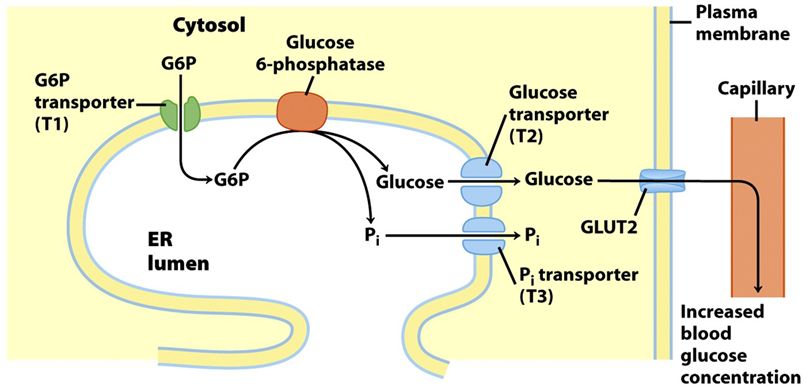 Cytosol
G6P
G6P
transporter
(T1)
Glucose
6-phosphatase
Plasma
membrane
Glucose
transporter
(T2)
Capillary
G6P
Glucose
Glucose
GLUT2
Pi
Pi
ER
lumen
Pi transporter
(T3)
Increased
blood
glucose
concentration